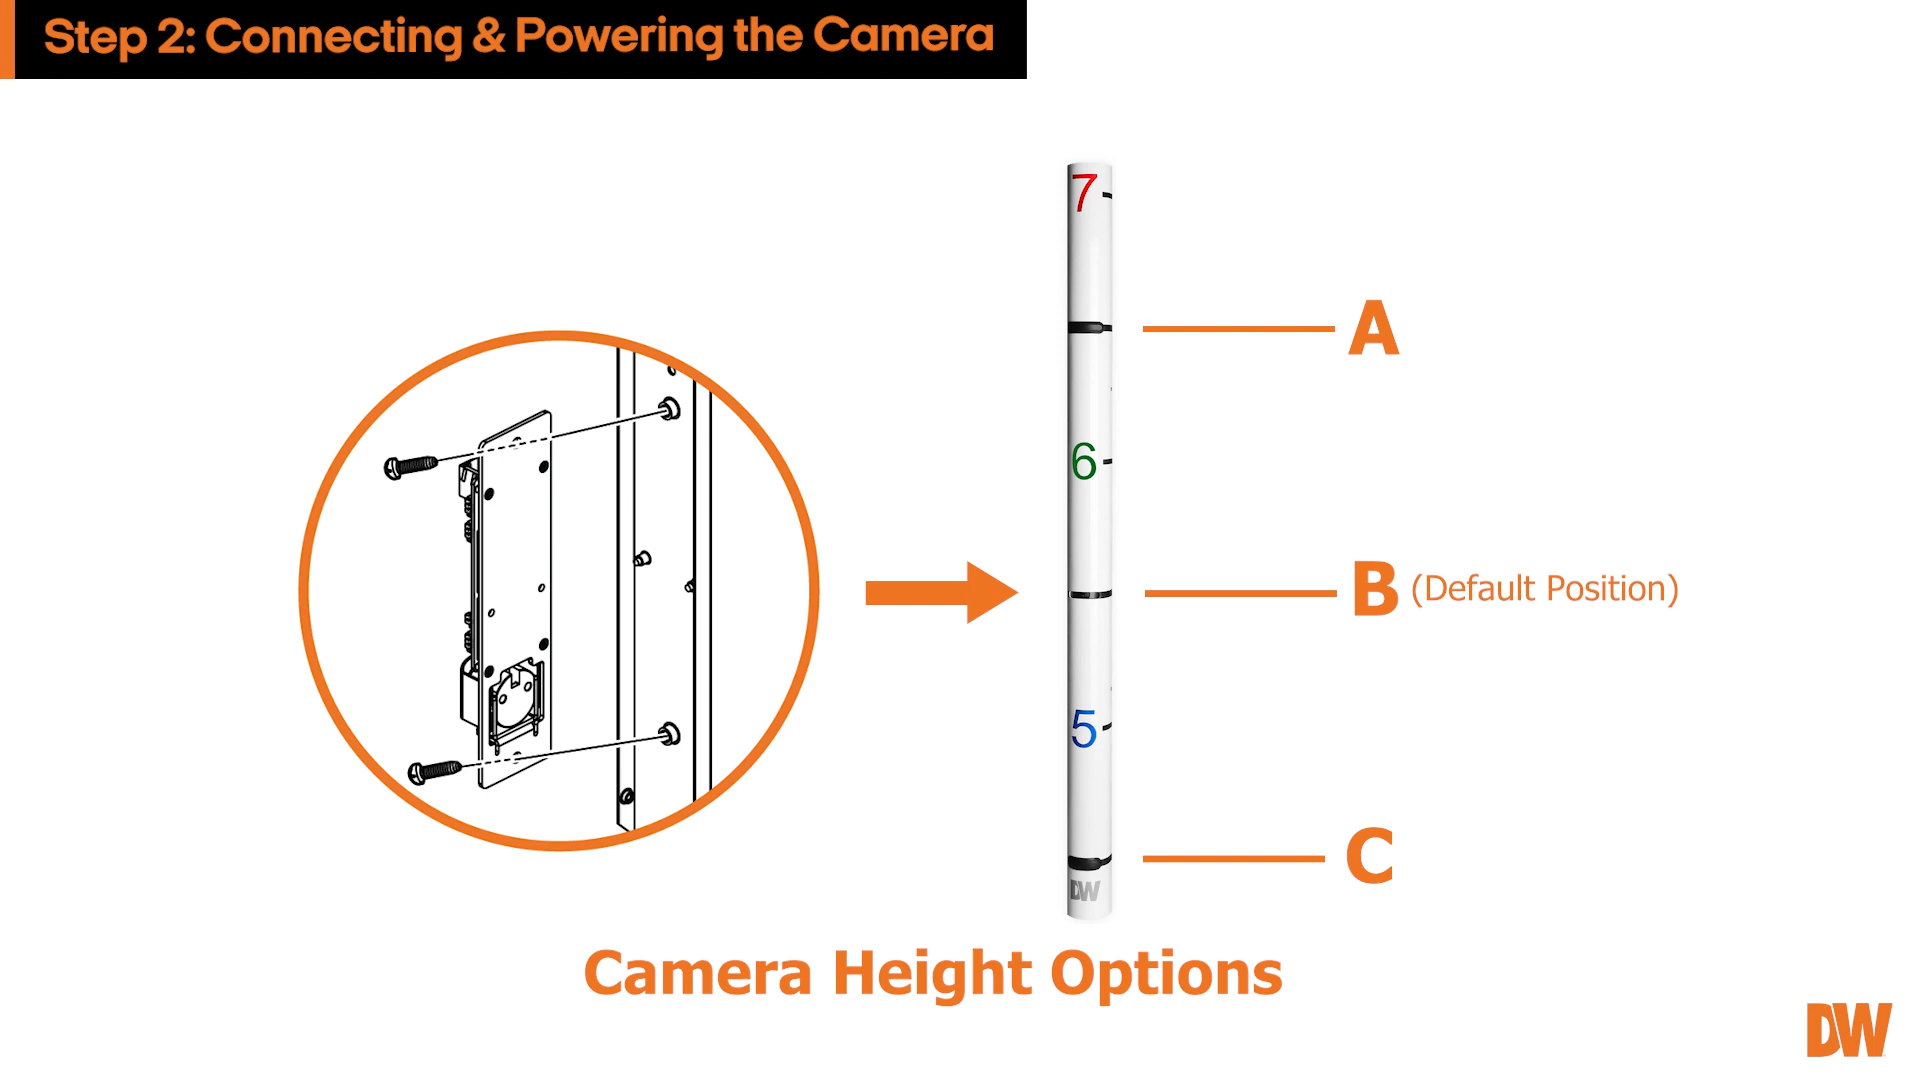 Step 2: Connecting & Powering the Camera
7
A
6
B (Default Position)
5
C
DW
Camera Height Options
DW